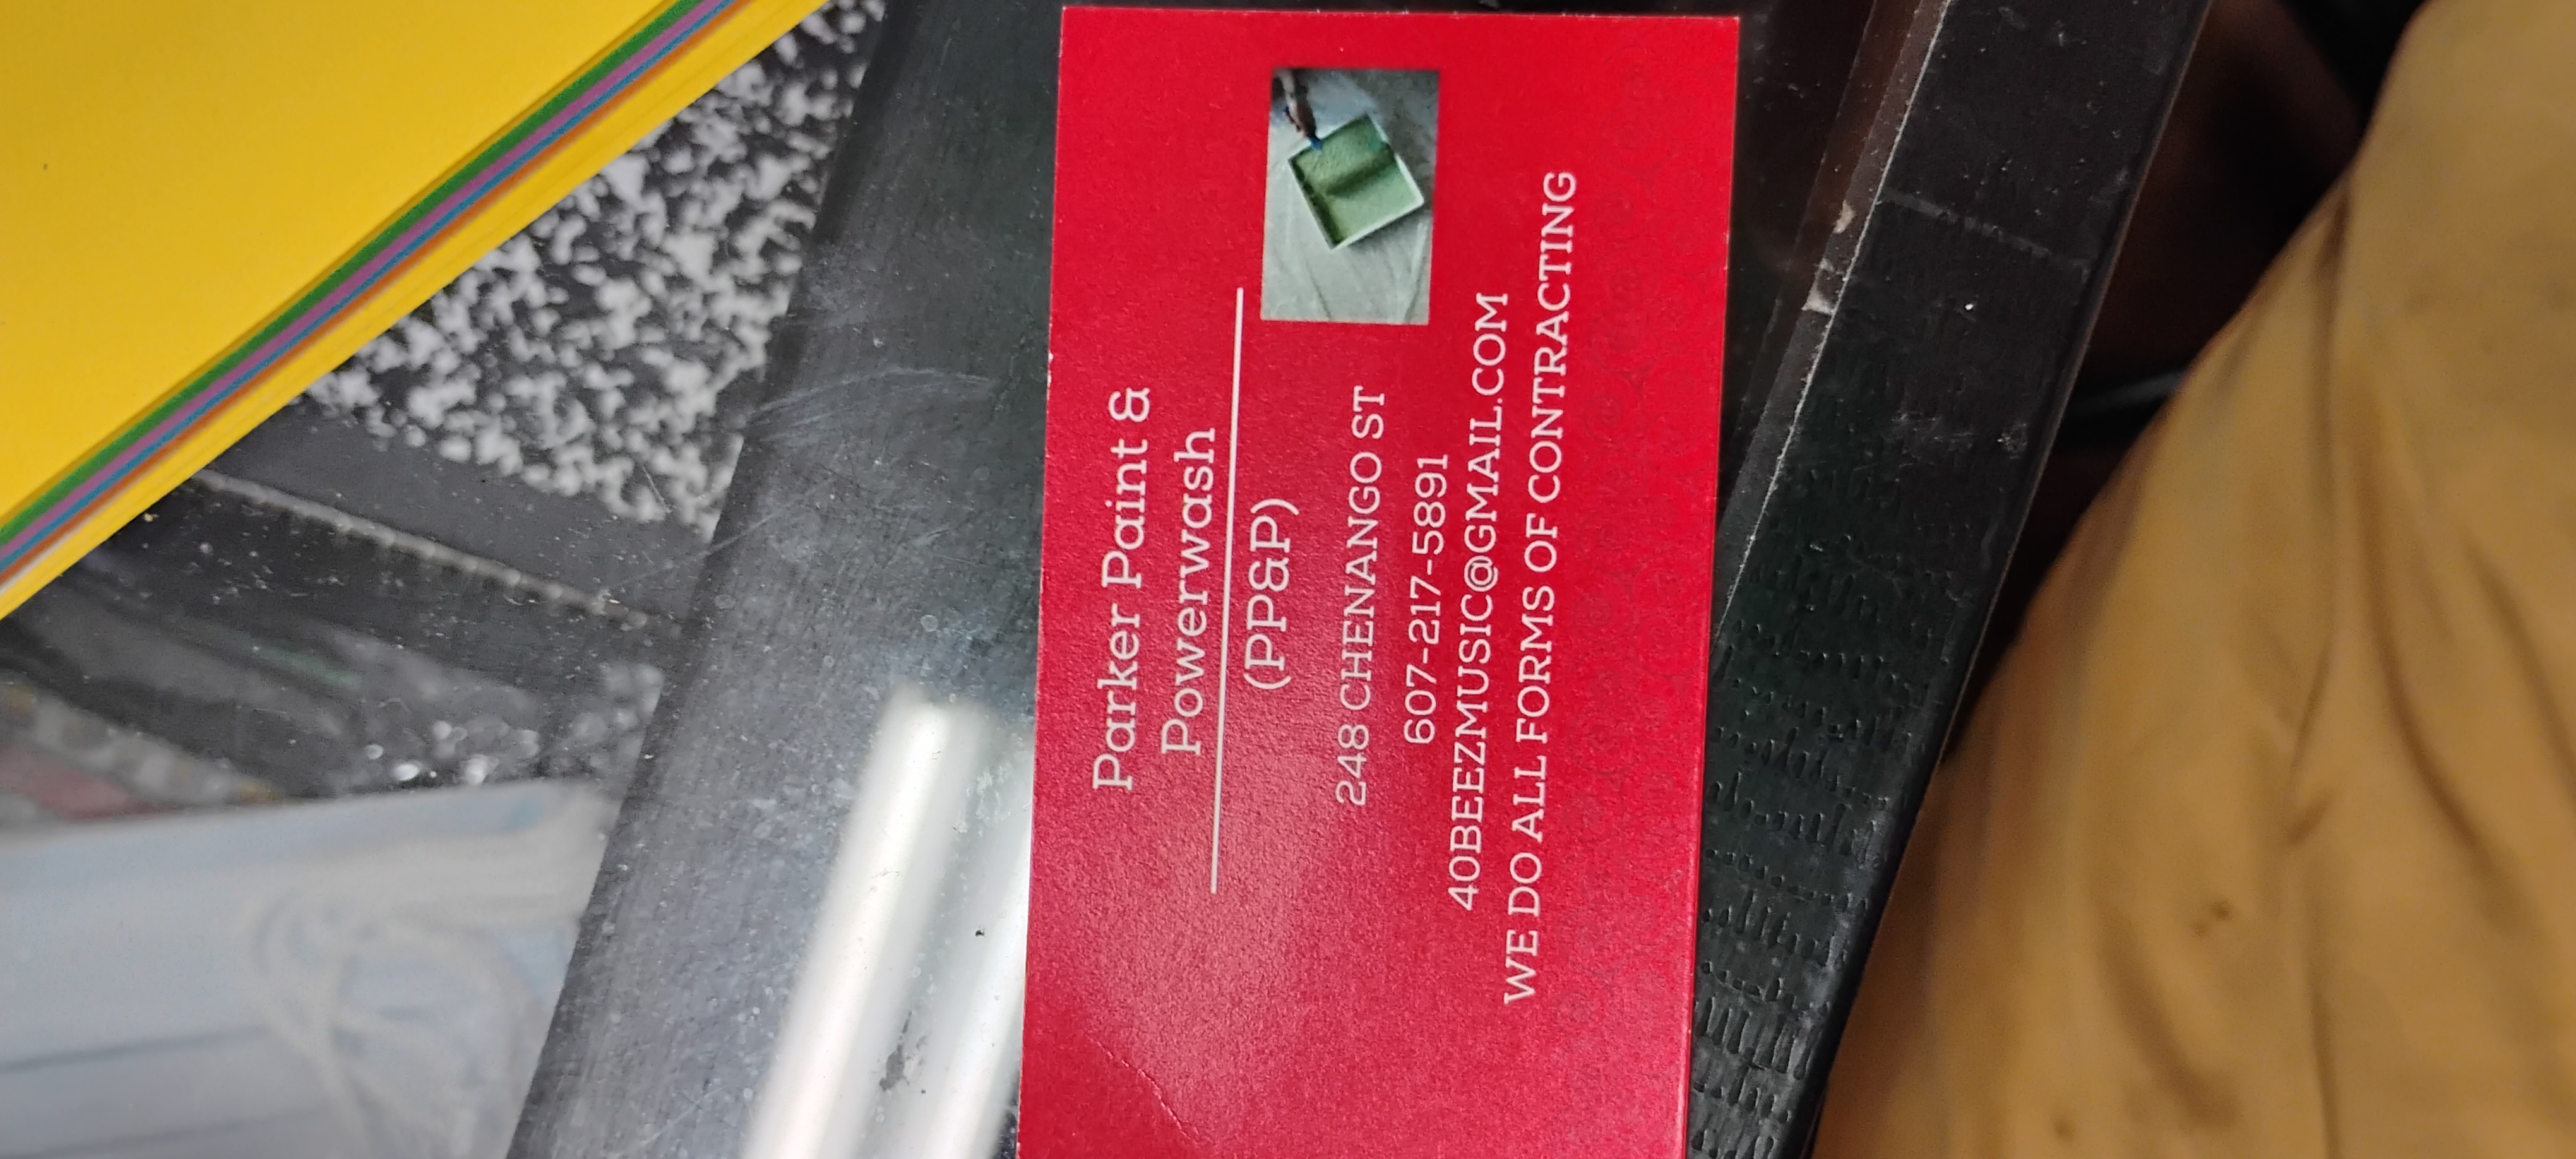 Parker Paint &
Powerwash
(PP&P)
248 CHENANGO ST
607-217-5891
40BEEZMUSIC@GMAIL.COM
WE DO ALL FORMS OF CONTRACTING